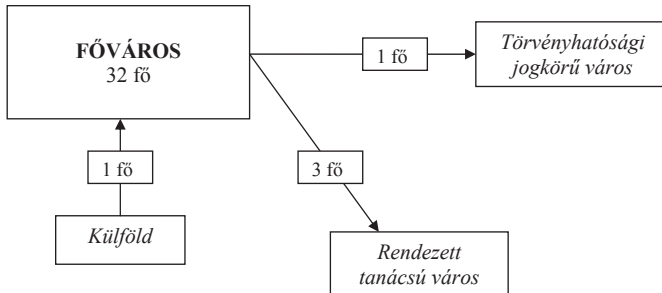 FŐVÁROS
32 fő
1 fő
Törvényhatósági
jogkörű város
1 fő
3 fő
Külföld
Rendezett
tanácsú város